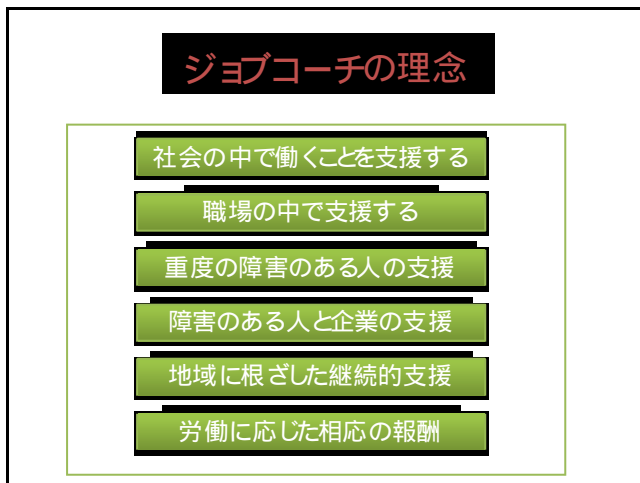 ジョブコーチの理念
社会の中で働くことを支援する
職場の中で支援する
重度の障害のある人の支援
障害のある人と企業の支援
地域に根ざした継続的支援
労働に応じた相応の報酬